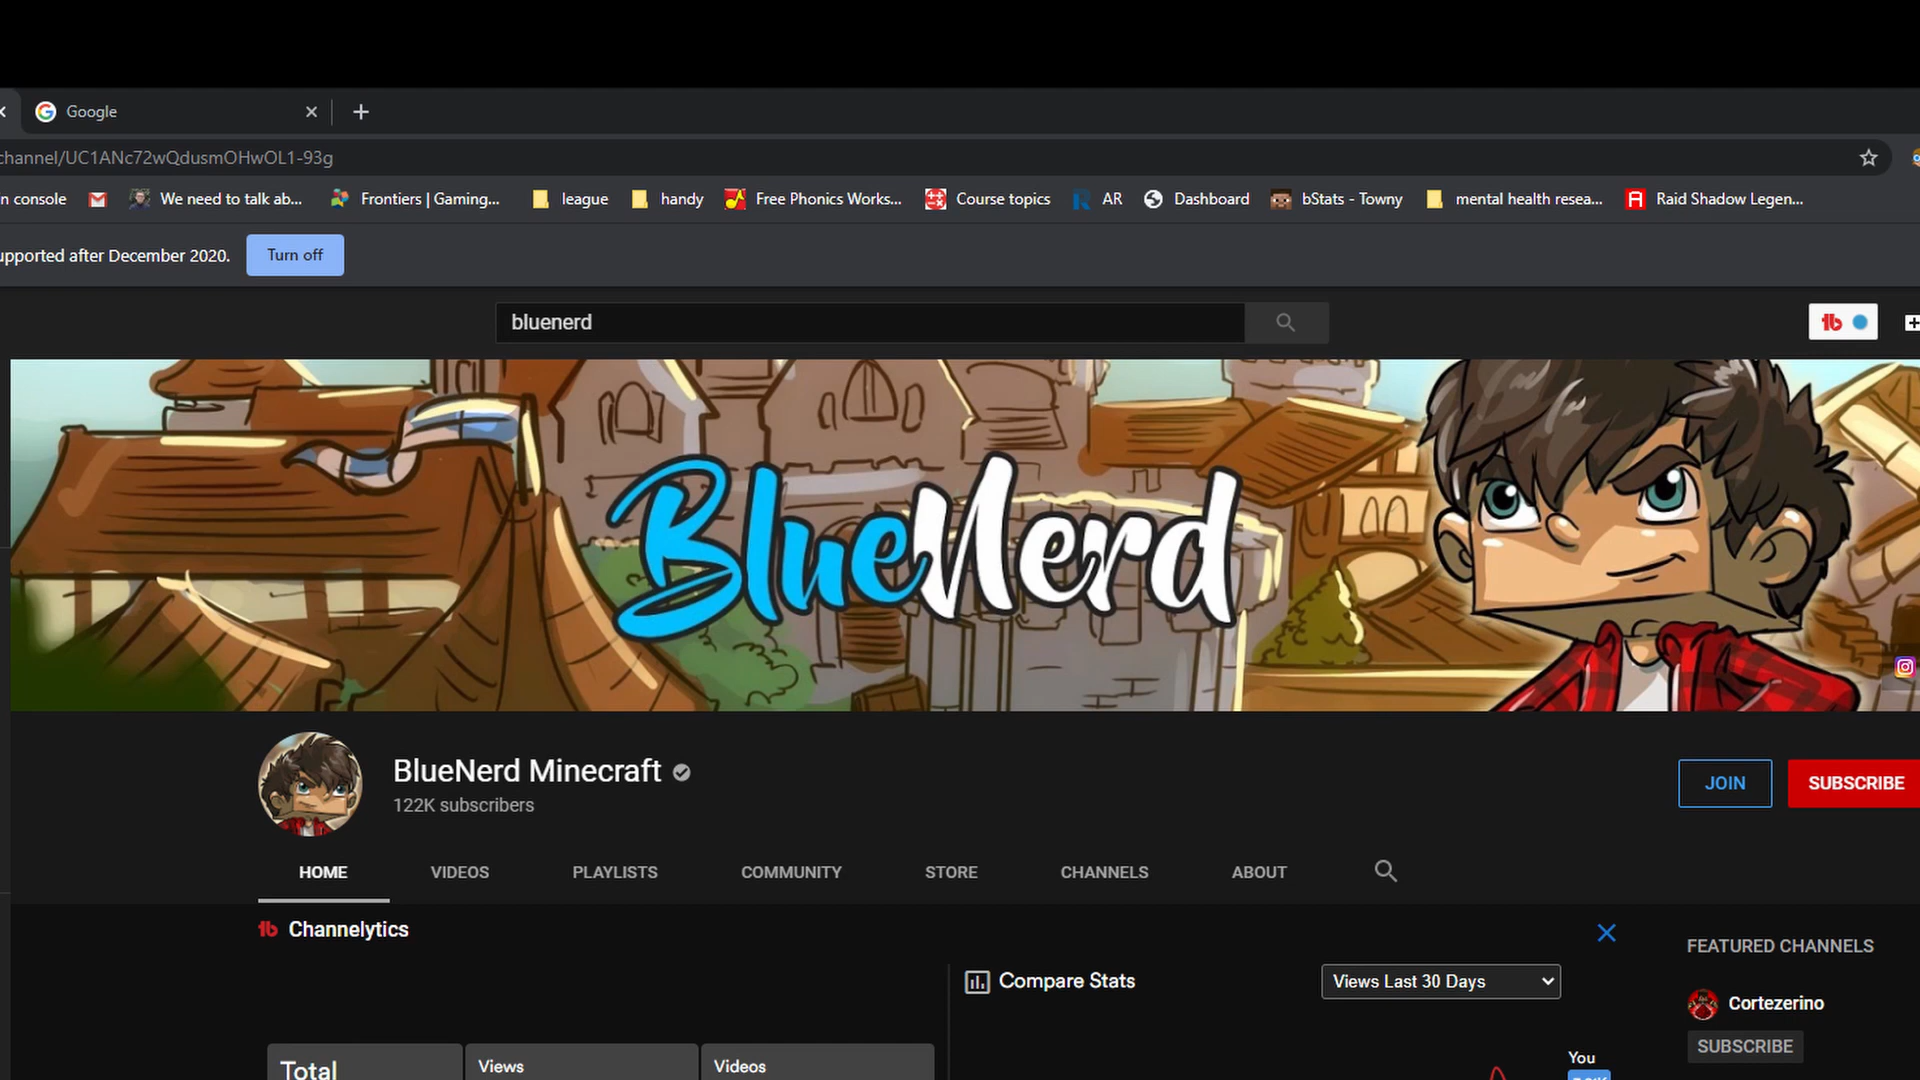 Google
channel/UC1ANc72wQdusmOHwOL1-93g
n console We need to talk ab... Frontiers | Gaming... league handy Free Phonics Works... Course topics AR Dashboard bStats - Towny mental health resea... Raid Shadow Legen...
upported after December 2020. Turn off
bluenerd
BlueNerd
BlueNerd Minecraft
122K subscribers
JOIN SUBSCRIBE
HOME VIDEOS PLAYLISTS COMMUNITY STORE CHANNELS ABOUT
Channelytics
FEATURED CHANNELS
Compare Stats Views Last 30 Days
Cortezerino
SUBSCRIBE
Total Views Videos You